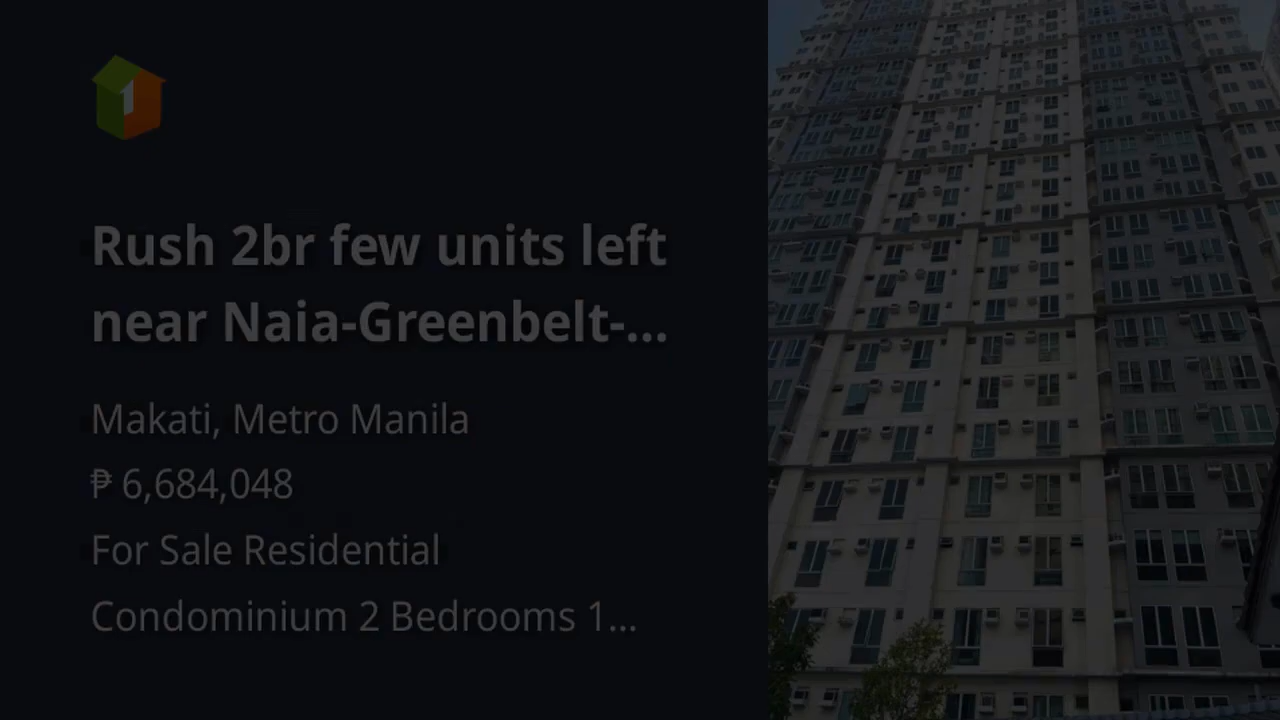 Rush 2br few units left
near Naia-Greenbelt-...
Makati, Metro Manila
₱ 6,684,048
For Sale Residential
Condominium 2 Bedrooms 1...